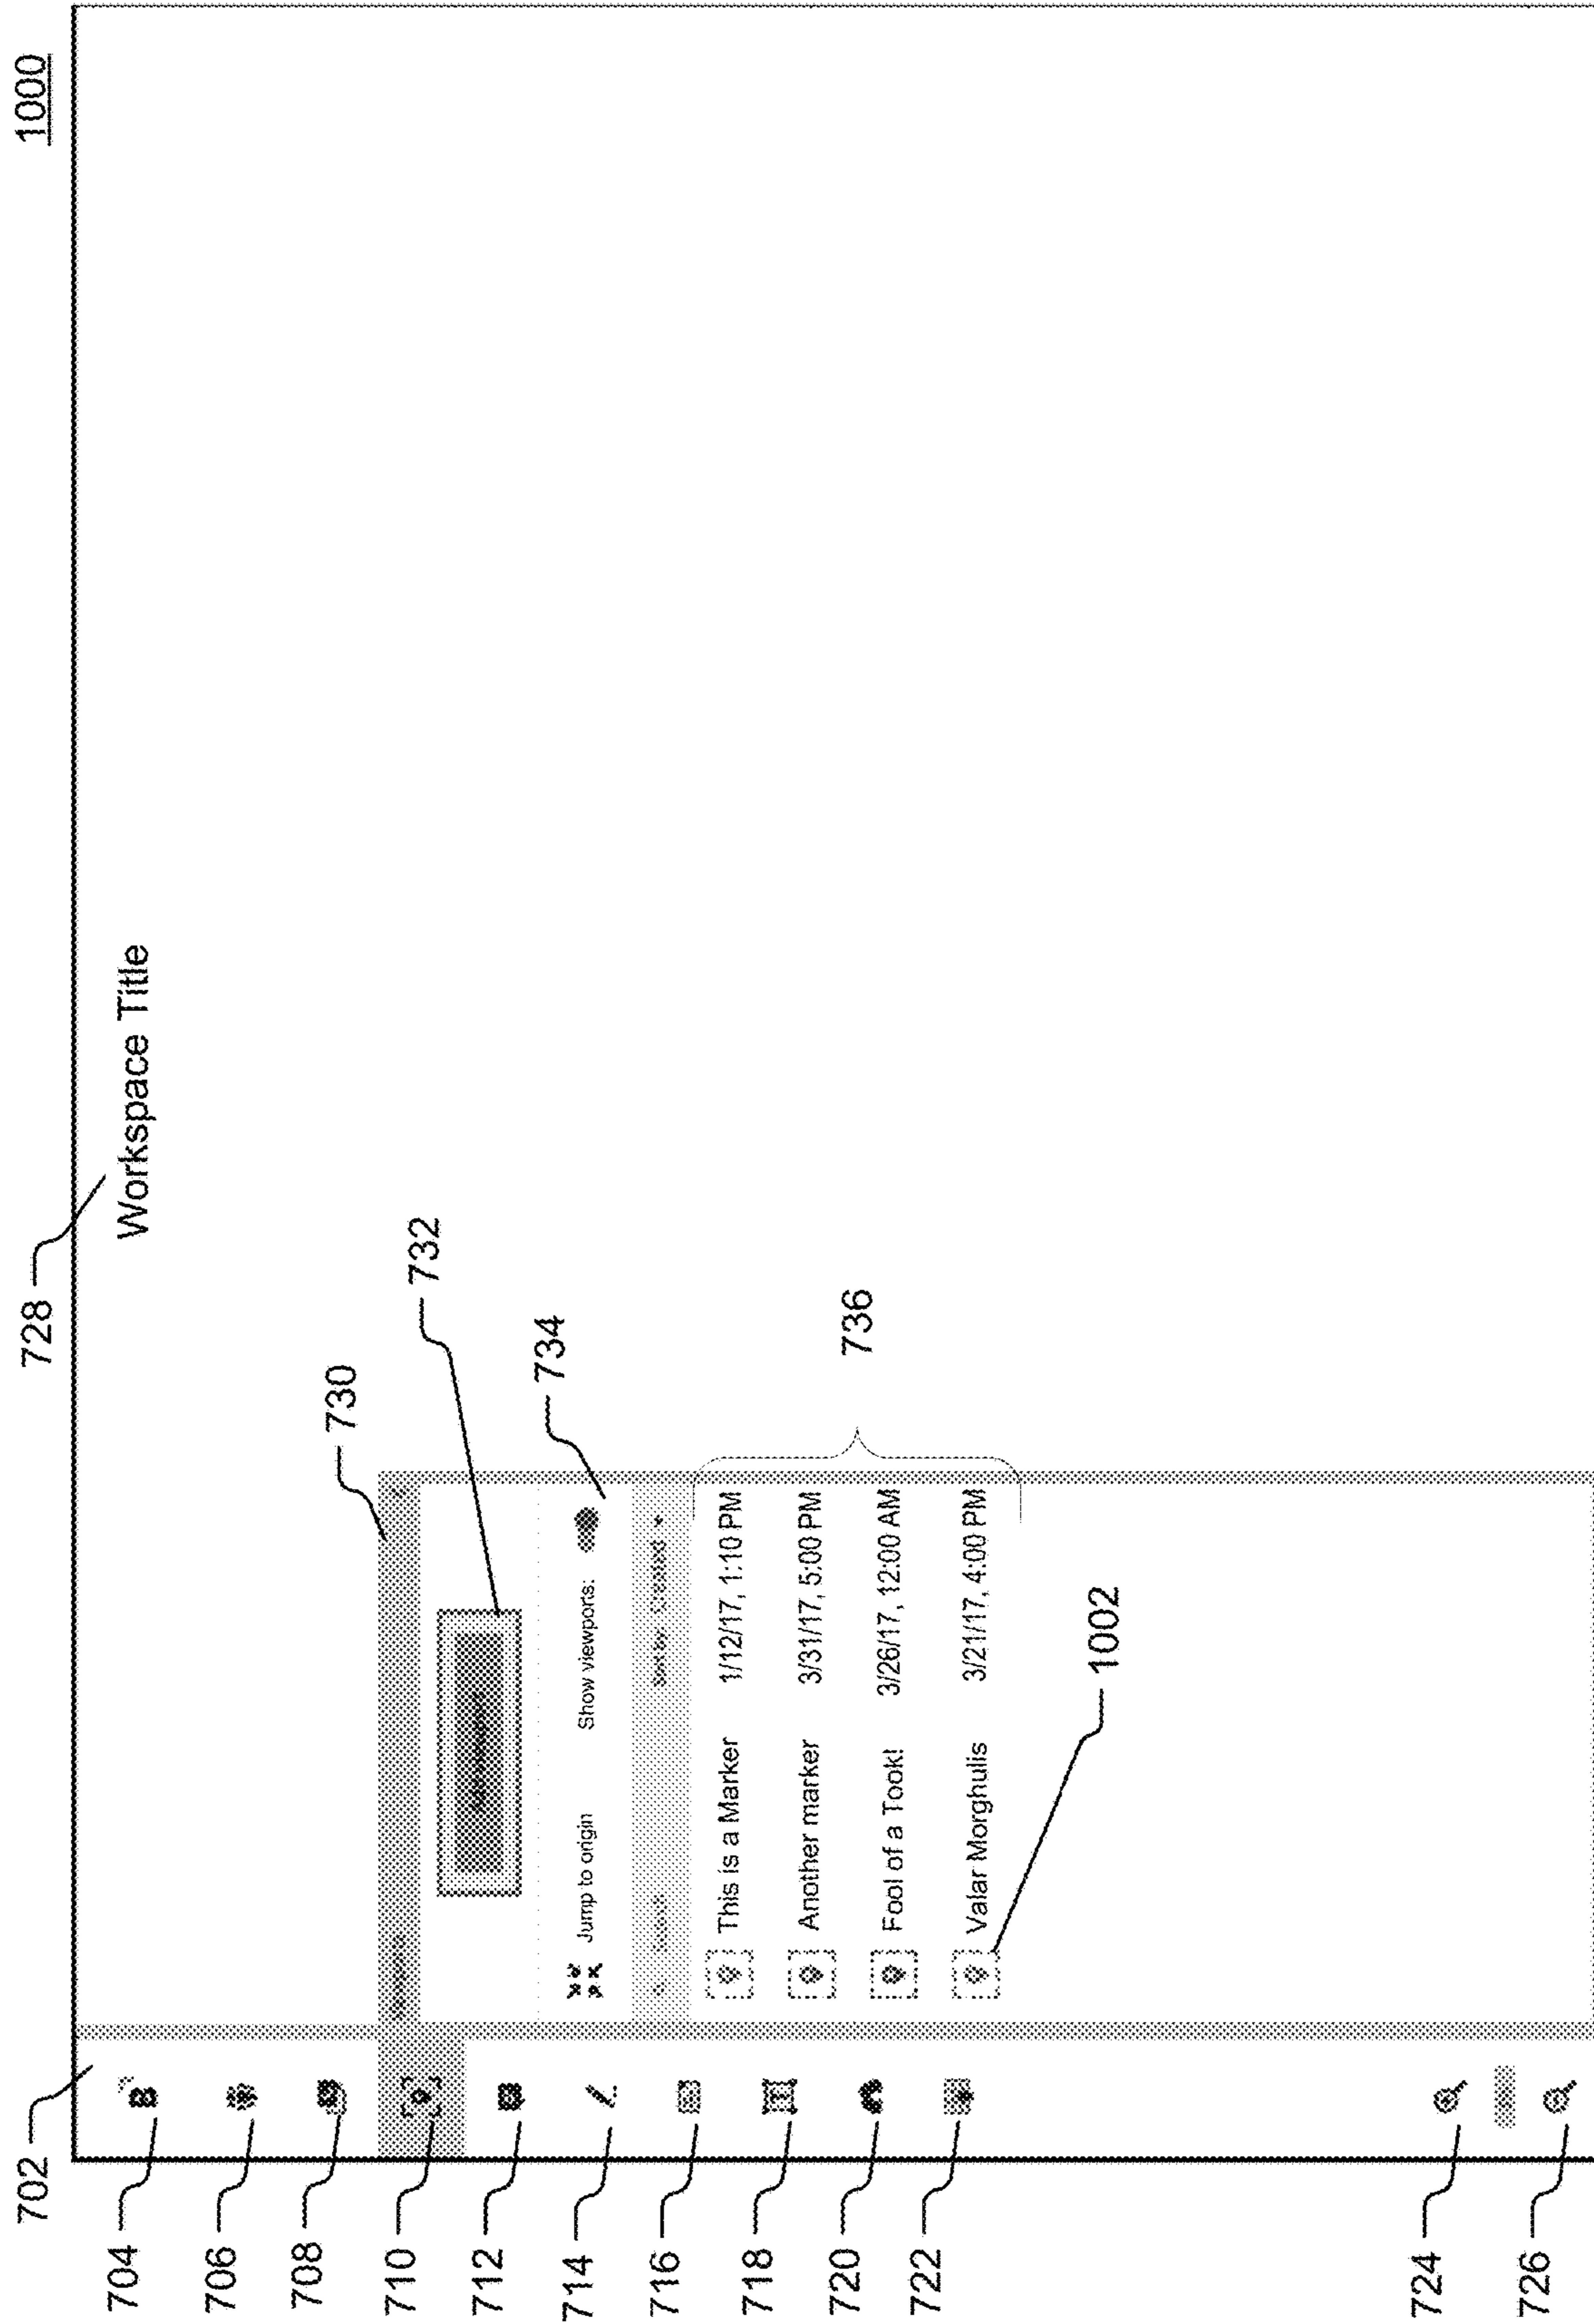 1000
728
Workspace Title
702
704
706
708
710
712
714
716
718
720
722
724
726
730
732
Jump to origin Show viewports:
734
Sort by: Created
This is a Marker 1/12/17, 1:10 PM
Another marker 3/31/17, 5:00 PM
Fool of a Took! 3/26/17, 12:00 AM
Valar Morghulis 3/21/17, 4:00 PM
736
1002